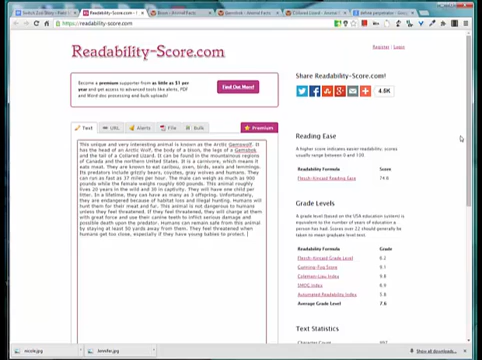 https://readability-score.com
Readability-Score.com
Register | Login
Become a premium supporter from as little as $1 per
year and get access to advanced tools like alerts, PDF
and Word doc processing and bulk uploads!
Find Out More!
Share Readability-Score.com!
4.6K
Text
URL
Alerts
File
Bulk
Premium
This unique and very interesting animal is known as the Arctic Gemswolf. It
has the head of an Arctic Wolf, the body of a bison, the legs of a Gemsbok
and the tail of a Collared Lizard. It can be found in the mountainous regions
of Canada and the northern United States. It is a carnivore, which means it
eats meat. They are known to eat caribou, oxen, birds, seals and lemmings.
Its predators include grizzly bears, coyotes, gray wolves and humans. They
can run as fast as 37 miles per hour. The male can weigh as much as 900
pounds while the female weighs roughly 600 pounds. This animal roughly
lives 20 years in the wild and 30 in captivity. They will have one child per
litter. In a lifetime, they can have as many as 3 offspring. Unfortunately,
they are endangered because of habitat loss and illegal hunting. Humans will
hunt them for their meat and fur. This animal is not dangerous to humans
unless they feel threatened. If they feel threatened, they will charge at them
with great force and use their canine teeth to inflict serious damage and
possible death upon the predator. Humans can remain safe from this animal
by staying at least 50 yards away from them. They feel threatened when
humans get too close, especially if they have young babies to protect.
Reading Ease
A higher score indicates easier readability; scores
usually range between 0 and 100.
Readability Formula Score
Flesch-Kincaid Reading Ease 74.6
Grade Levels
A grade level (based on the USA education system) is
equivalent to the number of years of education a
person has had. Scores over 22 should generally be
taken to mean graduate level text.
Readability Formula Grade
Flesch-Kincaid Grade Level 6.2
Gunning-Fog Score 9.1
Coleman-Liau Index 9.8
SMOG Index 6.9
Automated Readability Index 5.8
Average Grade Level 7.6
Text Statistics
Character Count
nicole.jpg
Jennifer.jpg
Show all downloads...